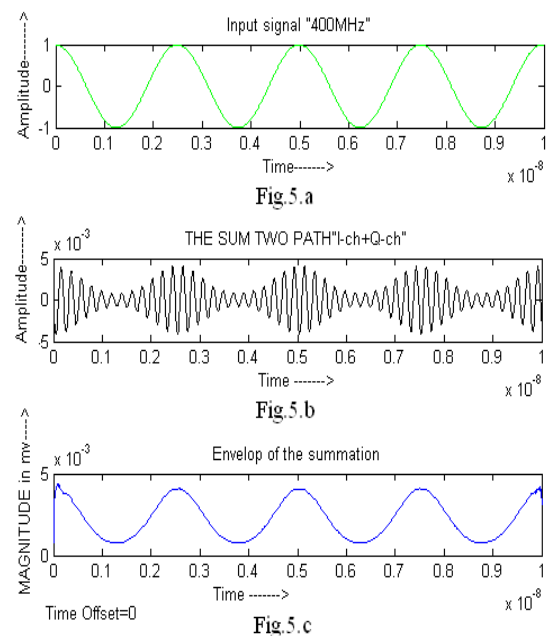 Input signal "400MHz"
Amplitude------->
1
0
-1
0 0.1 0.2 0.3 0.4 0.5 0.6 0.7 0.8 0.9 1
Time------->
x 10⁻⁸
Fig.5.a
THE SUM TWO PATH"I-ch+Q-ch"
x 10⁻³
Amplitude------->
5
0
-5
0 0.1 0.2 0.3 0.4 0.5 0.6 0.7 0.8 0.9 1
Time ------->
x 10⁻⁸
Fig.5.b
Envelop of the summation
x 10⁻³
MAGNITUDE in mv---->
5
0
0 0.1 0.2 0.3 0.4 0.5 0.6 0.7 0.8 0.9 1
Time ------->
x 10⁻⁸
Time Offset=0
Fig.5.c